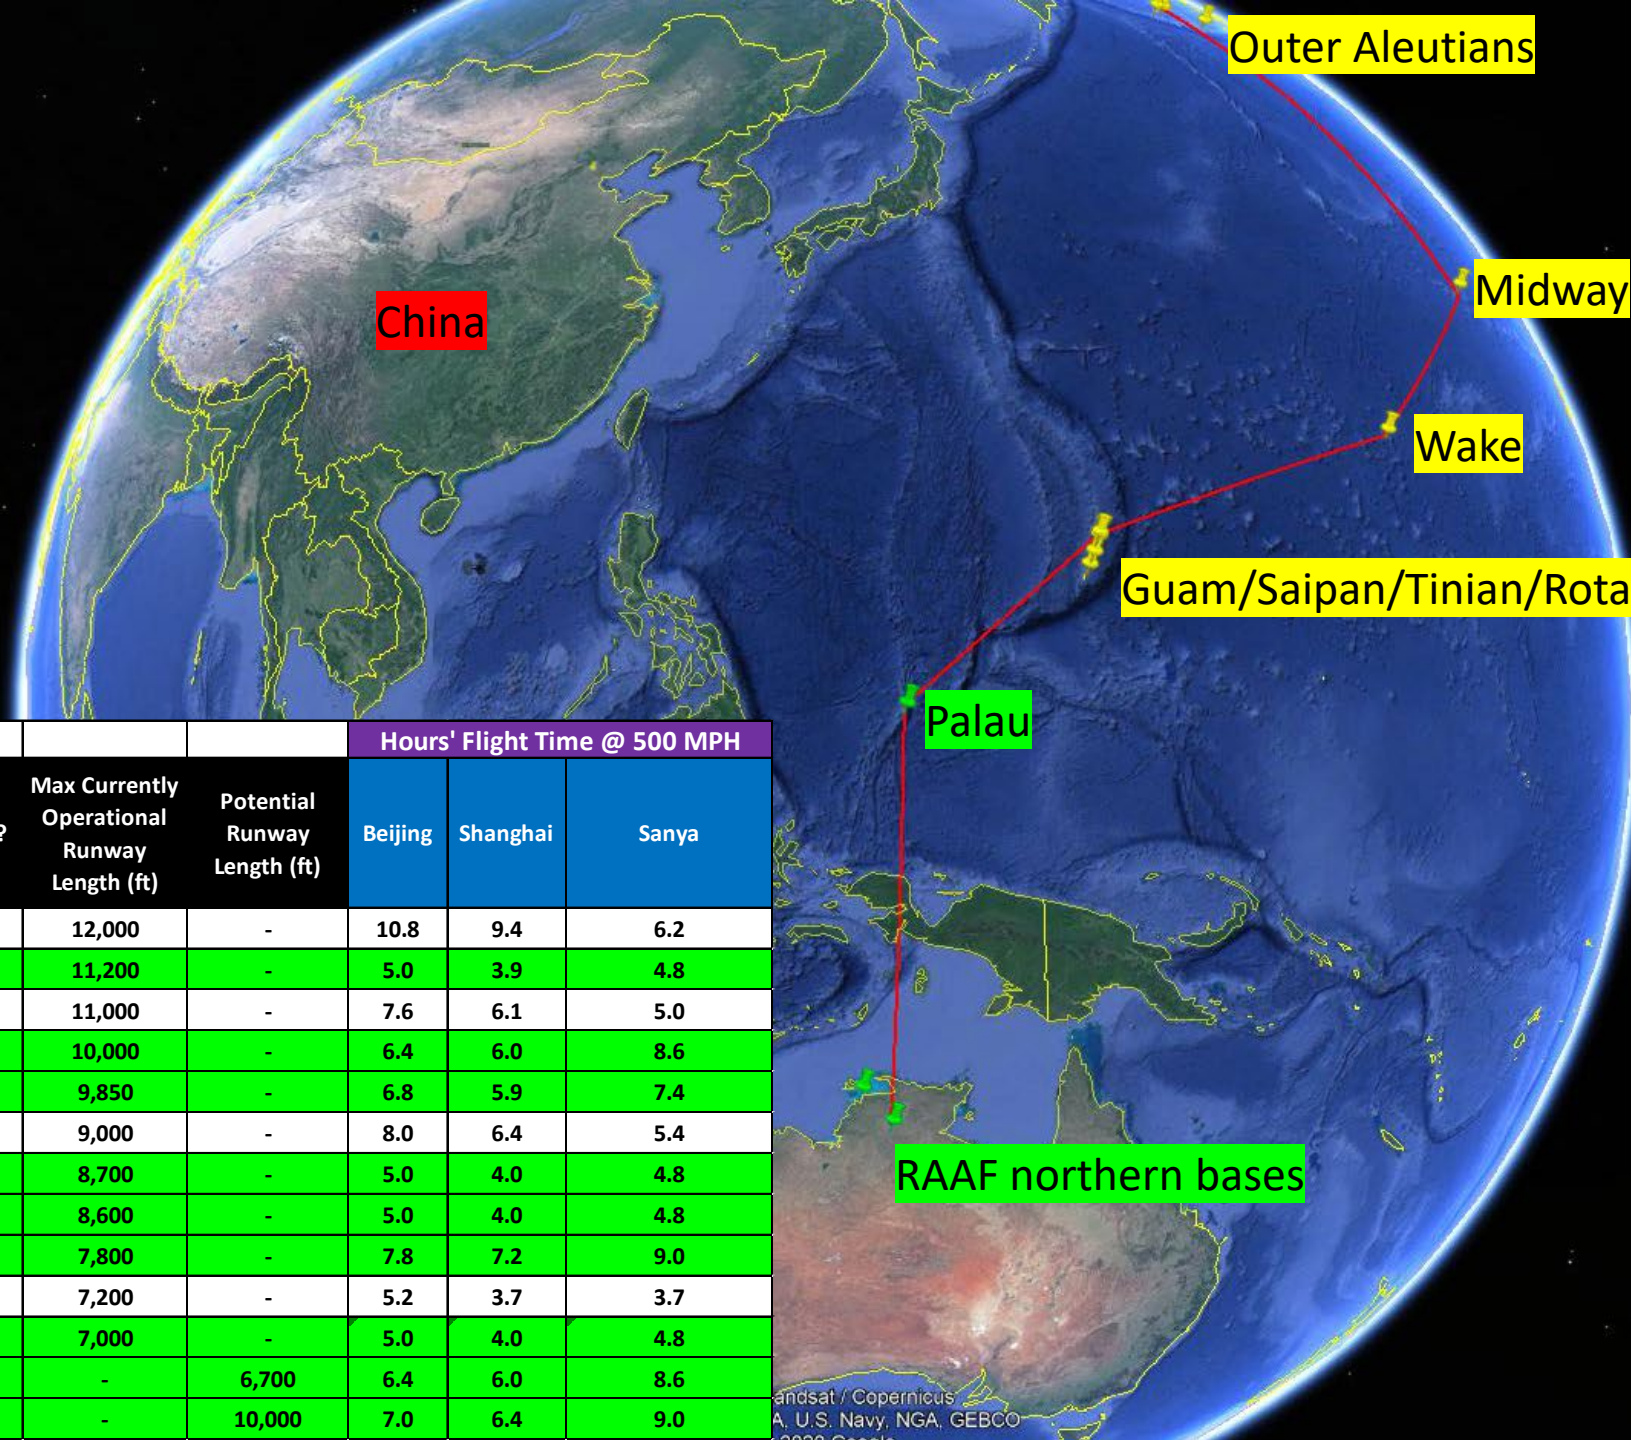 Outer Aleutians
China
Midway
Wake
Guam/Saipan/Tinian/Rota
Palau
RAAF northern bases
Hours' Flight Time @ 500 MPH
?
Max Currently
Operational
Runway
Length (ft)
Potential
Runway
Length (ft)
Beijing Shanghai Sanya
12,000 - 10.8 9.4 6.2
11,200 - 5.0 3.9 4.8
11,000 - 7.6 6.1 5.0
10,000 - 6.4 6.0 8.6
9,850 - 6.8 5.9 7.4
9,000 - 8.0 6.4 5.4
8,700 - 5.0 4.0 4.8
8,600 - 5.0 4.0 4.8
7,800 - 7.8 7.2 9.0
7,200 - 5.2 3.7 3.7
7,000 - 5.0 4.0 4.8
- 6,700 6.4 6.0 8.6
- 10,000 7.0 6.4 9.0
andsat / Copernicus
A, U.S. Navy, NGA, GEBCO